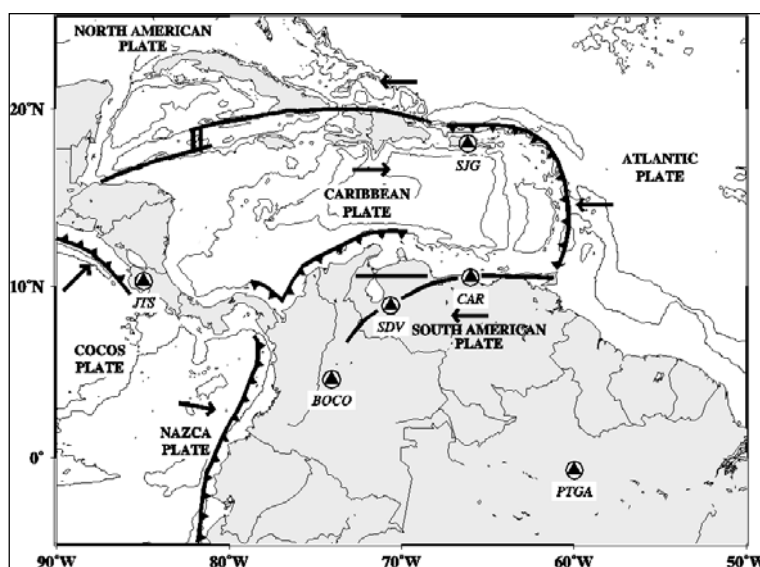 NORTH AMERICAN
PLATE
20°N
SJG
ATLANTIC
PLATE
CARIBBEAN
PLATE
10°N
JTS
CAR
SDV
SOUTH AMERICAN
PLATE
COCOS
PLATE
BOCO
NAZCA
PLATE
0°
PTGA
90°W
80°W
70°W
60°W
50°W